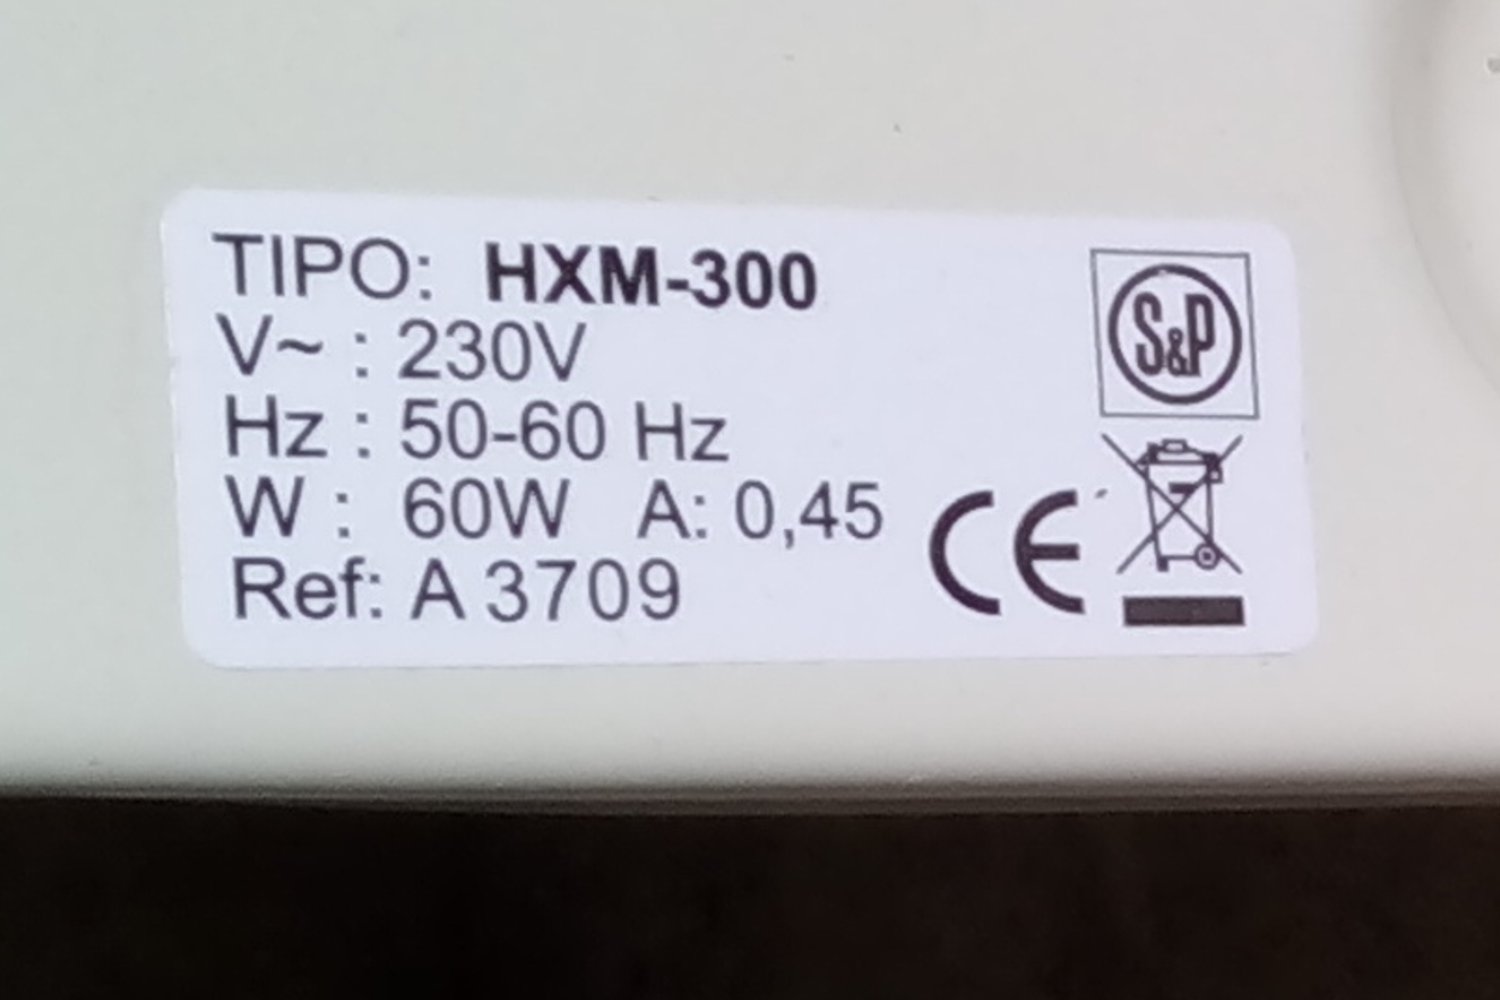 TIPO: HXM-300
V~ : 230V
Hz : 50-60 Hz
W : 60W A: 0,45
Ref: A 3709
S&P
CE